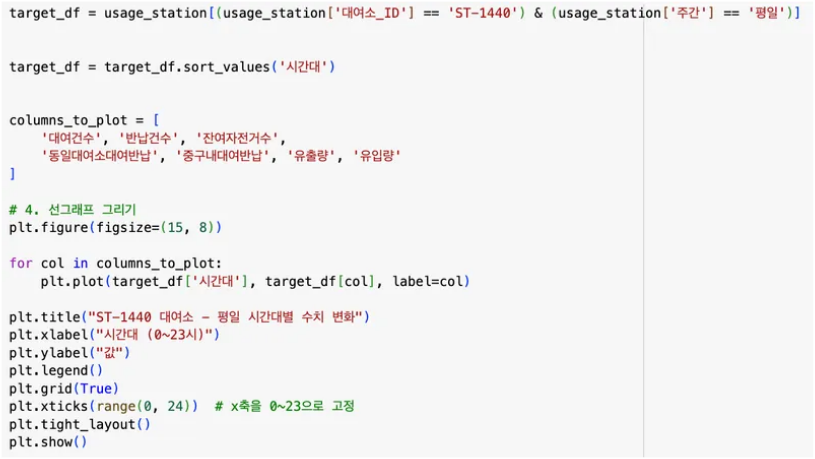 target_df = usage_station[(usage_station['대여소_ID'] == 'ST-1440') & (usage_station['주간'] == '평일')]
target_df = target_df.sort_values('시간대')
columns_to_plot = [
    '대여건수', '반납건수', '잔여자전거수',
    '동일대여소대여반납', '중구내대여반납', '유출량', '유입량'
]
# 4. 선그래프 그리기
plt.figure(figsize=(15, 8))
for col in columns_to_plot:
    plt.plot(target_df['시간대'], target_df[col], label=col)
plt.title("ST-1440 대여소 - 평일 시간대별 수치 변화")
plt.xlabel("시간대 (0~23시)")
plt.ylabel("값")
plt.legend()
plt.grid(True)
plt.xticks(range(0, 24))  # x축을 0~23으로 고정
plt.tight_layout()
plt.show()